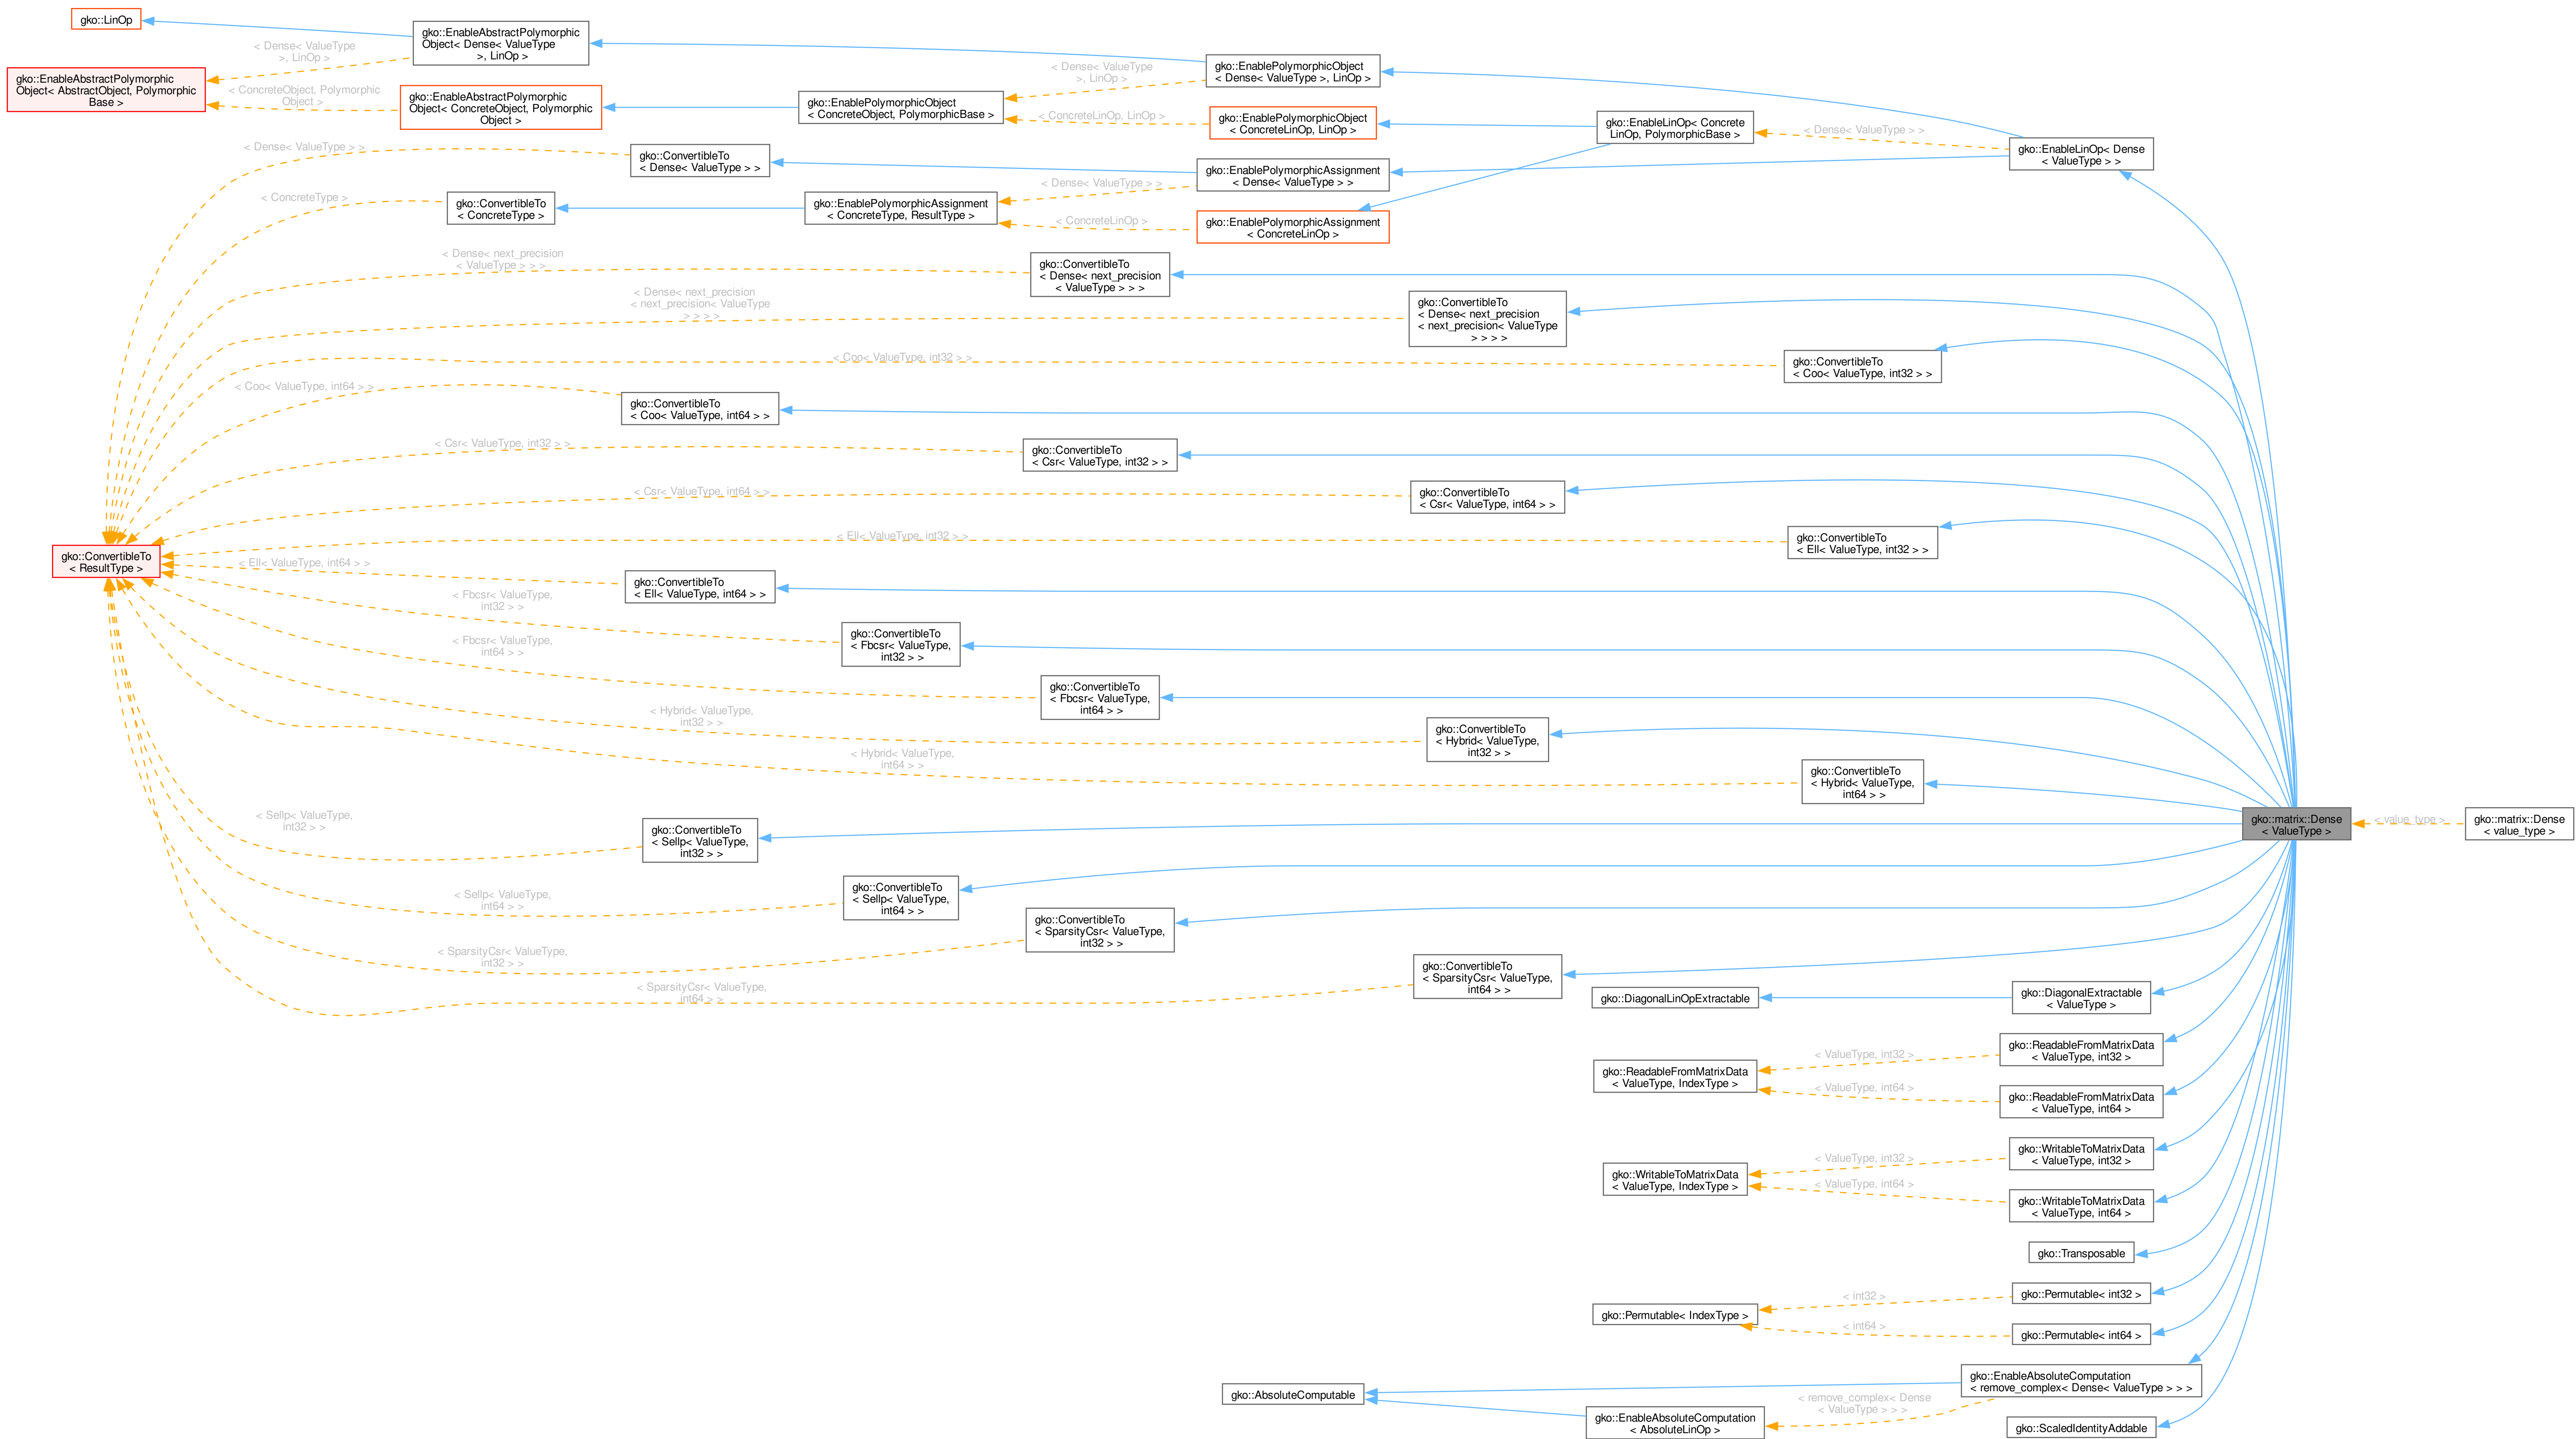 gko::LinOp
gko::EnableAbstractPolymorphic
Object< Dense< ValueType
>, LinOp >
< Dense< ValueType
>, LinOp >
gko::EnableAbstractPolymorphic
Object< AbstractObject, Polymorphic
Base >
< ConcreteObject, Polymorphic
Object >
gko::EnableAbstractPolymorphic
Object< ConcreteObject, Polymorphic
Object >
gko::EnablePolymorphicObject
< ConcreteObject, PolymorphicBase >
< Dense< ValueType
>, LinOp >
gko::EnablePolymorphicObject
< Dense< ValueType >, LinOp >
< ConcreteLinOp, LinOp >
gko::EnablePolymorphicObject
< ConcreteLinOp, LinOp >
gko::EnableLinOp< Concrete
LinOp, PolymorphicBase >
< Dense< ValueType > >
gko::EnableLinOp< Dense
< ValueType > >
< Dense< ValueType > >
gko::ConvertibleTo
< Dense< ValueType > >
gko::EnablePolymorphicAssignment
< Dense< ValueType > >
< ConcreteType >
gko::ConvertibleTo
< ConcreteType >
gko::EnablePolymorphicAssignment
< ConcreteType, ResultType >
< Dense< ValueType > >
< ConcreteLinOp >
gko::EnablePolymorphicAssignment
< ConcreteLinOp >
< Dense< next_precision
< ValueType > > >
gko::ConvertibleTo
< Dense< next_precision
< ValueType > > >
< Dense< next_precision
< next_precision< ValueType
> > > >
gko::ConvertibleTo
< Dense< next_precision
< next_precision< ValueType
> > > >
< Coo< ValueType, int32 > >
gko::ConvertibleTo
< Coo< ValueType, int32 > >
< Coo< ValueType, int64 > >
gko::ConvertibleTo
< Coo< ValueType, int64 > >
< Csr< ValueType, int32 > >
gko::ConvertibleTo
< Csr< ValueType, int32 > >
< Csr< ValueType, int64 > >
gko::ConvertibleTo
< Csr< ValueType, int64 > >
gko::ConvertibleTo
< ResultType >
< Ell< ValueType, int32 > >
gko::ConvertibleTo
< Ell< ValueType, int32 > >
< Ell< ValueType, int64 > >
gko::ConvertibleTo
< Ell< ValueType, int64 > >
< Fbcsr< ValueType,
int32 > >
gko::ConvertibleTo
< Fbcsr< ValueType,
int32 > >
< Fbcsr< ValueType,
int64 > >
gko::ConvertibleTo
< Fbcsr< ValueType,
int64 > >
< Hybrid< ValueType,
int32 > >
gko::ConvertibleTo
< Hybrid< ValueType,
int32 > >
< Hybrid< ValueType,
int64 > >
gko::ConvertibleTo
< Hybrid< ValueType,
int64 > >
< Sellp< ValueType,
int32 > >
gko::ConvertibleTo
< Sellp< ValueType,
int32 > >
gko::matrix::Dense
< ValueType >
< value_type >
gko::matrix::Dense
< value_type >
< Sellp< ValueType,
int64 > >
gko::ConvertibleTo
< Sellp< ValueType,
int64 > >
< SparsityCsr< ValueType,
int32 > >
gko::ConvertibleTo
< SparsityCsr< ValueType,
int32 > >
< SparsityCsr< ValueType,
int64 > >
gko::ConvertibleTo
< SparsityCsr< ValueType,
int64 > >
gko::DiagonalLinOpExtractable
gko::DiagonalExtractable
< ValueType >
gko::ReadableFromMatrixData
< ValueType, IndexType >
< ValueType, int32 >
gko::ReadableFromMatrixData
< ValueType, int32 >
< ValueType, int64 >
gko::ReadableFromMatrixData
< ValueType, int64 >
gko::WritableToMatrixData
< ValueType, IndexType >
< ValueType, int32 >
gko::WritableToMatrixData
< ValueType, int32 >
< ValueType, int64 >
gko::WritableToMatrixData
< ValueType, int64 >
gko::Transposable
gko::Permutable< IndexType >
< int32 >
gko::Permutable< int32 >
< int64 >
gko::Permutable< int64 >
gko::AbsoluteComputable
gko::EnableAbsoluteComputation
< remove_complex< Dense< ValueType > > >
< remove_complex< Dense
< ValueType > > >
gko::EnableAbsoluteComputation
< AbsoluteLinOp >
gko::ScaledIdentityAddable